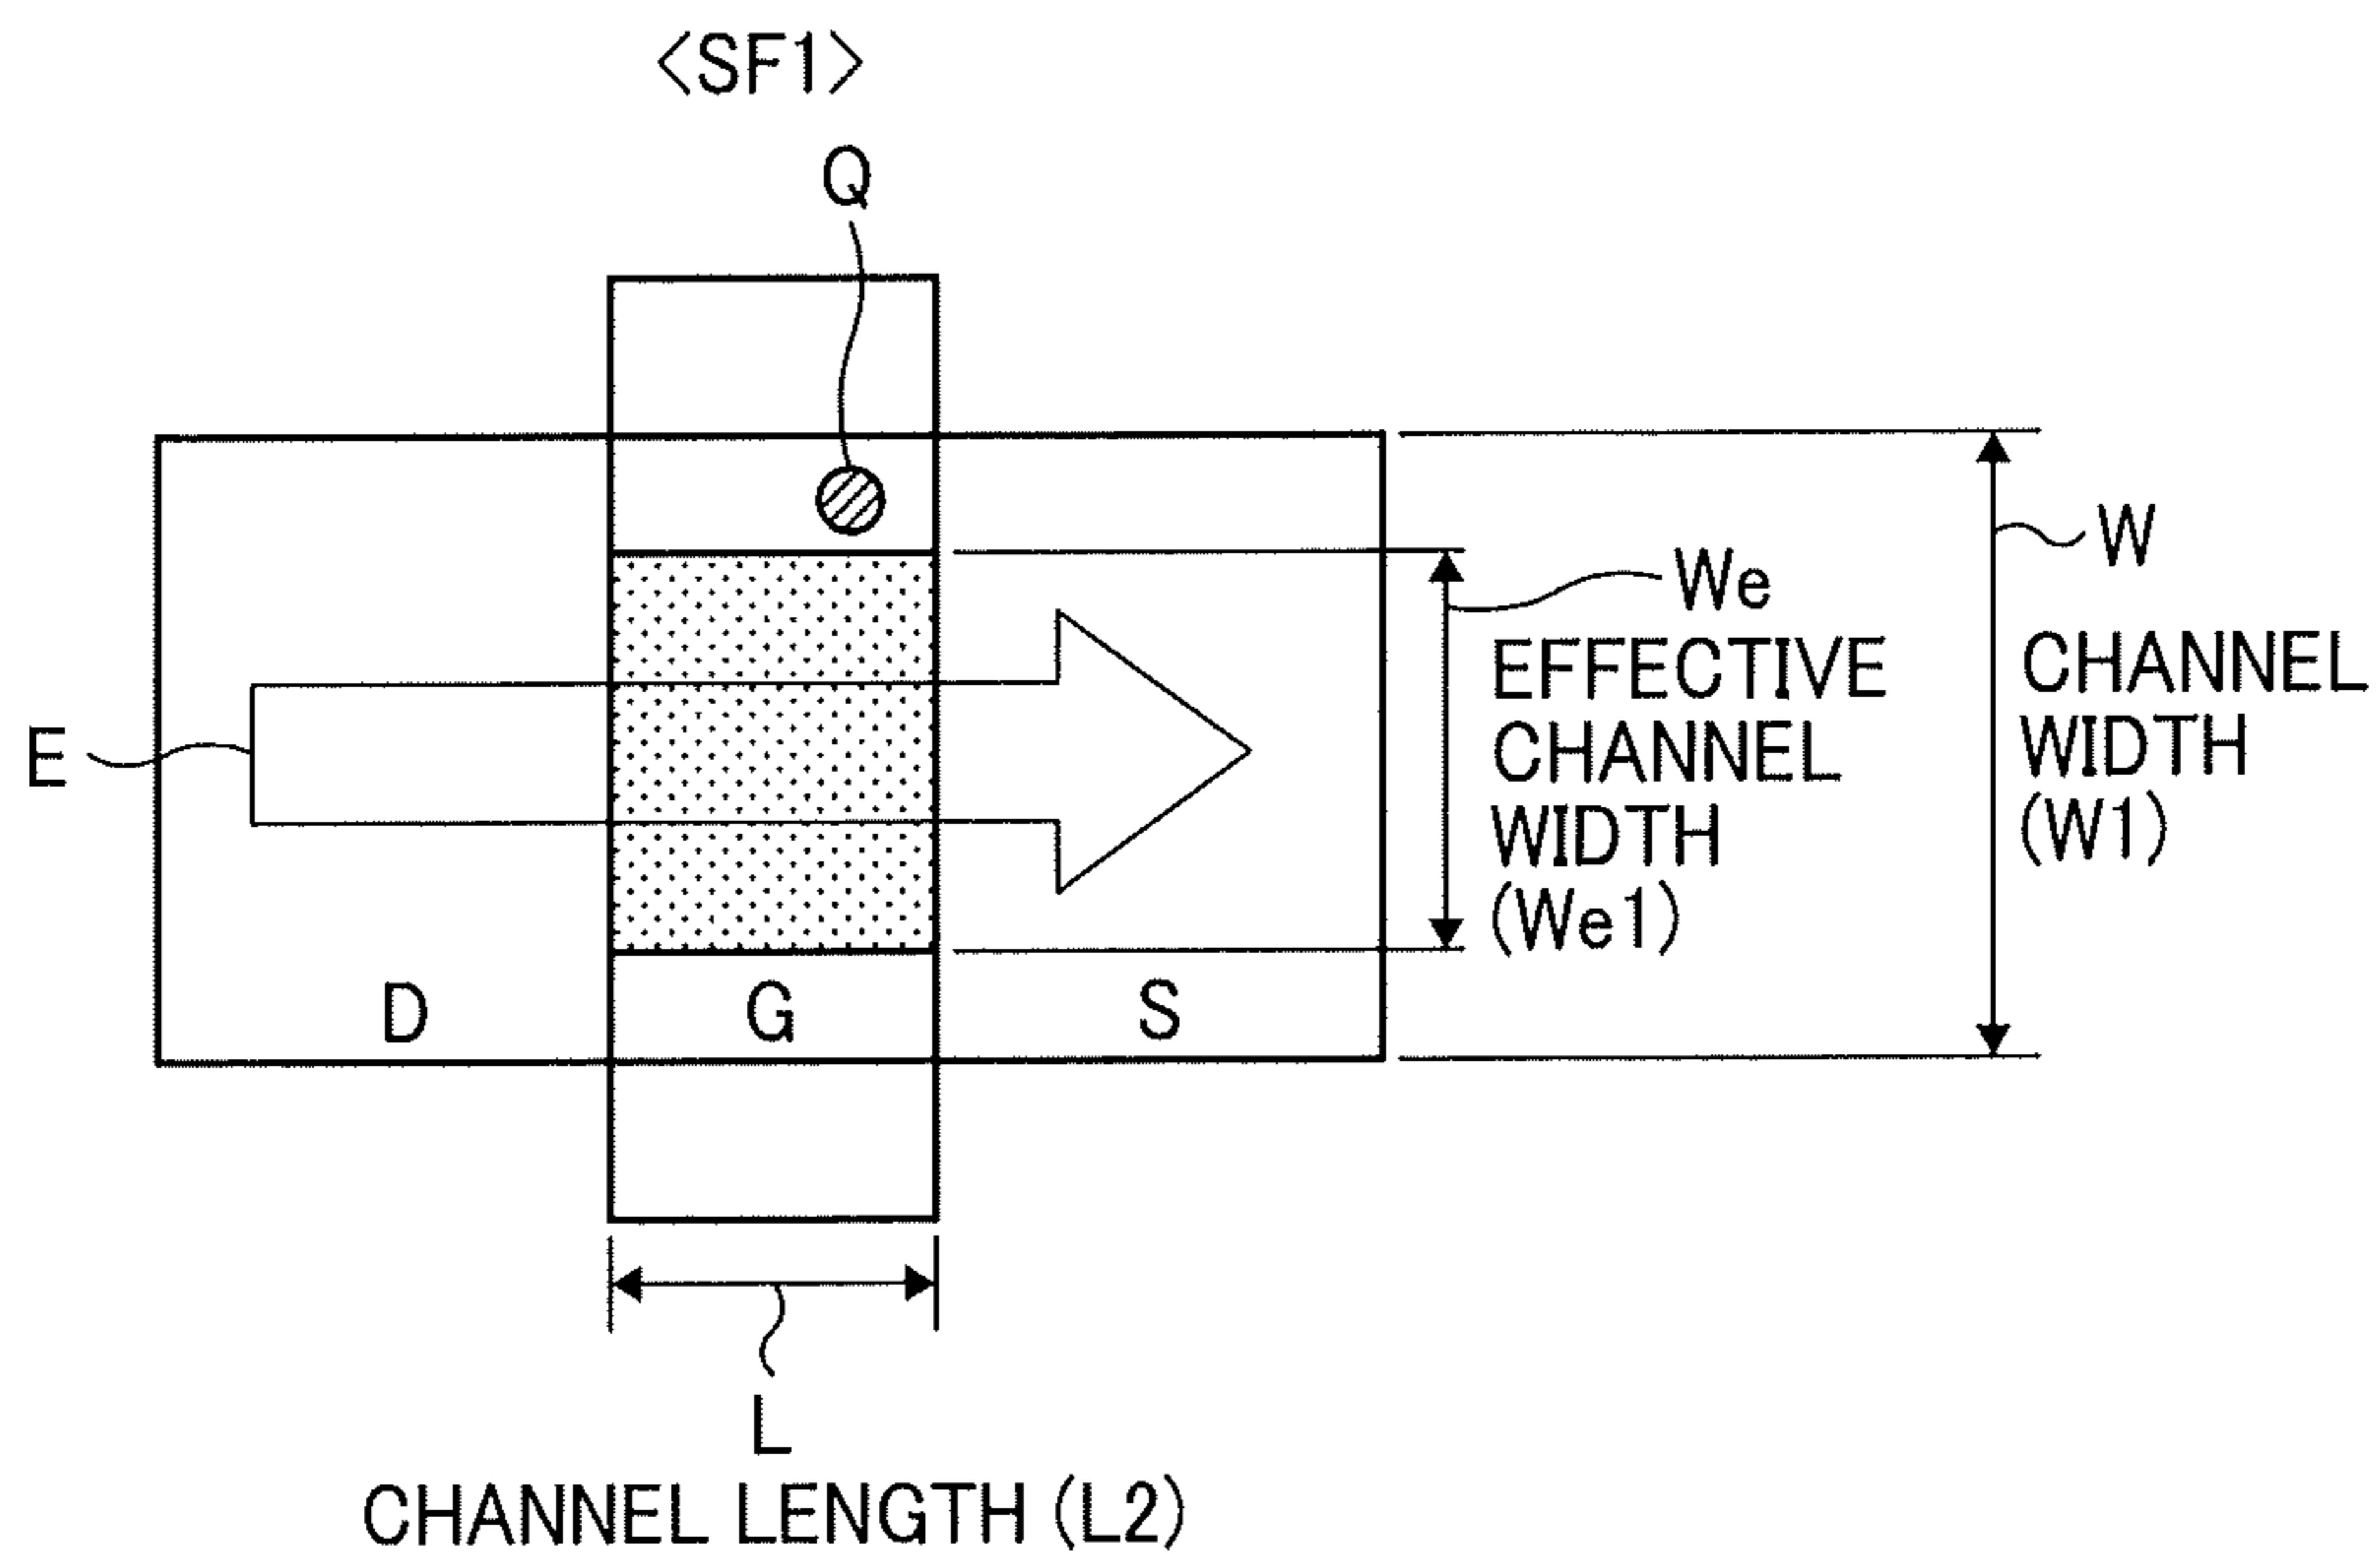 <SF1>
Q
W
We
CHANNEL
WIDTH
(W1)
EFFECTIVE
CHANNEL
WIDTH
(We1)
E
D
G
S
L
CHANNEL LENGTH (L2)